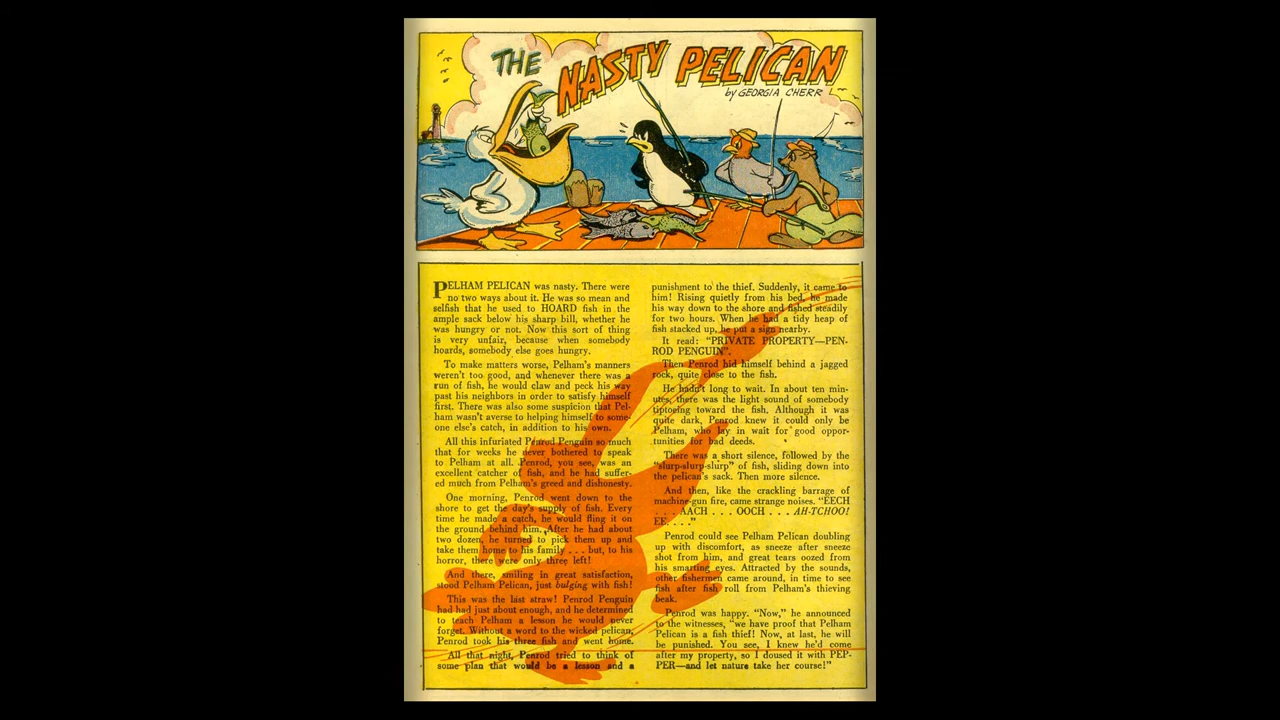 THE NASTY PELICAN
by GEORGIA CHERR
PELHAM PELICAN was nasty. There were
no two ways about it. He was so mean and
selfish that he used to HOARD fish in the
ample sack below his sharp bill, whether he
was hungry or not. Now this sort of thing
is very unfair, because when somebody
hoards, somebody else goes hungry.
To make matters worse, Pelham's manners
weren't too good, and whenever there was a
run of fish, he would claw and peck his way
past his neighbors in order to satisfy himself
first. There was also some suspicion that Pel-
ham wasn't averse to helping himself to some-
one else's catch, in addition to his own.
All this infuriated Penrod Penguin so much
that for weeks he never bothered to speak
to Pelham at all. Penrod, you see, was an
excellent catcher of fish, and he had suffer-
ed much from Pelham's greed and dishonesty.
One morning, Penrod went down to the
shore to get the day's supply of fish. Every
time he made a catch, he would fling it on
the ground behind him. After he had about
two dozen, he turned to pick them up and
take them home to his family . . . but, to his
horror, there were only three left!
And there, smiling in great satisfaction,
stood Pelham Pelican, just bulging with fish!
This was the last straw! Penrod Penguin
had had just about enough, and he determined
to teach Pelham a lesson he would never
forget. Without a word to the wicked pelican,
Penrod took his three fish and went home.
All that night, Penrod tried to think of
some plan that would be a lesson and a
punishment to the thief. Suddenly, it came to
him! Rising quietly from his bed, he made
his way down to the shore and fished steadily
for two hours. When he had a tidy heap of
fish stacked up, he put a sign nearby.
It read: "PRIVATE PROPERTY—PEN-
ROD PENGUIN".
Then Penrod hid himself behind a jagged
rock, quite close to the fish.
He hadn't long to wait. In about ten min-
utes, there was the light sound of somebody
tiptoeing toward the fish. Although it was
quite dark, Penrod knew it could only be
Pelham, who lay in wait for good oppor-
tunities for bad deeds.
There was a short silence, followed by the
"slurp-slurp-slurp" of fish, sliding down into
the pelican's sack. Then more silence.
And then, like the crackling barrage of
machine-gun fire, came strange noises. "EECH
. . . AACH . . . OOCH . . . AH-TCHOO!
EE. . . ."
Penrod could see Pelham Pelican doubling
up with discomfort, as sneeze after sneeze
shot from him, and great tears oozed from
his smarting eyes. Attracted by the sounds,
other fishermen came around, in time to see
fish after fish roll from Pelham's thieving
beak.
Penrod was happy. "Now," he announced
to the witnesses, "we have proof that Pelham
Pelican is a fish thief! Now, at last, he will
be punished. You see, I knew he'd come
after my property, so I doused it with PEP-
PER—and let nature take her course!"